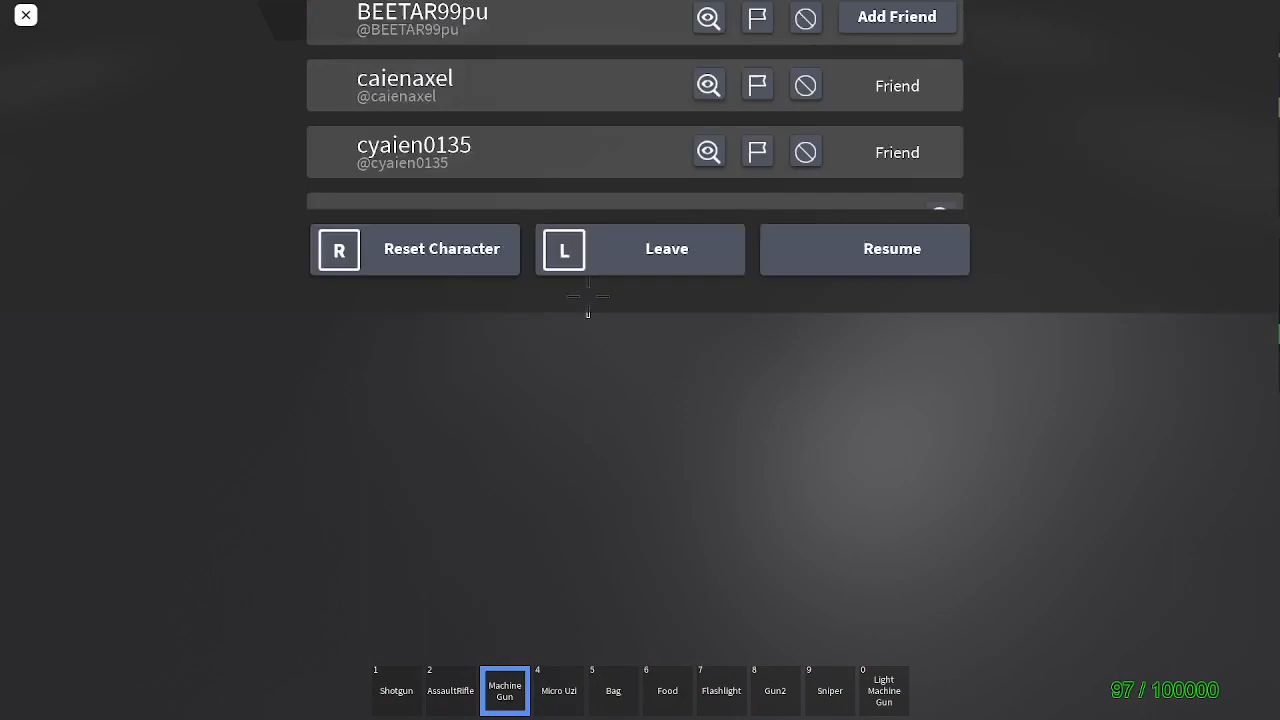 BEETAR99pu
@BEETAR99pu
Add Friend
caienaxel
@caienaxel
Friend
cyaien0135
@cyaien0135
Friend
R Reset Character
L Leave
Resume
1 Shotgun
2 AssaultRifle
Machine
Gun
4 Micro Uzi
5 Bag
6 Food
7 Flashlight
8 Gun2
9 Sniper
0 Light
Machine
Gun
97 / 100000